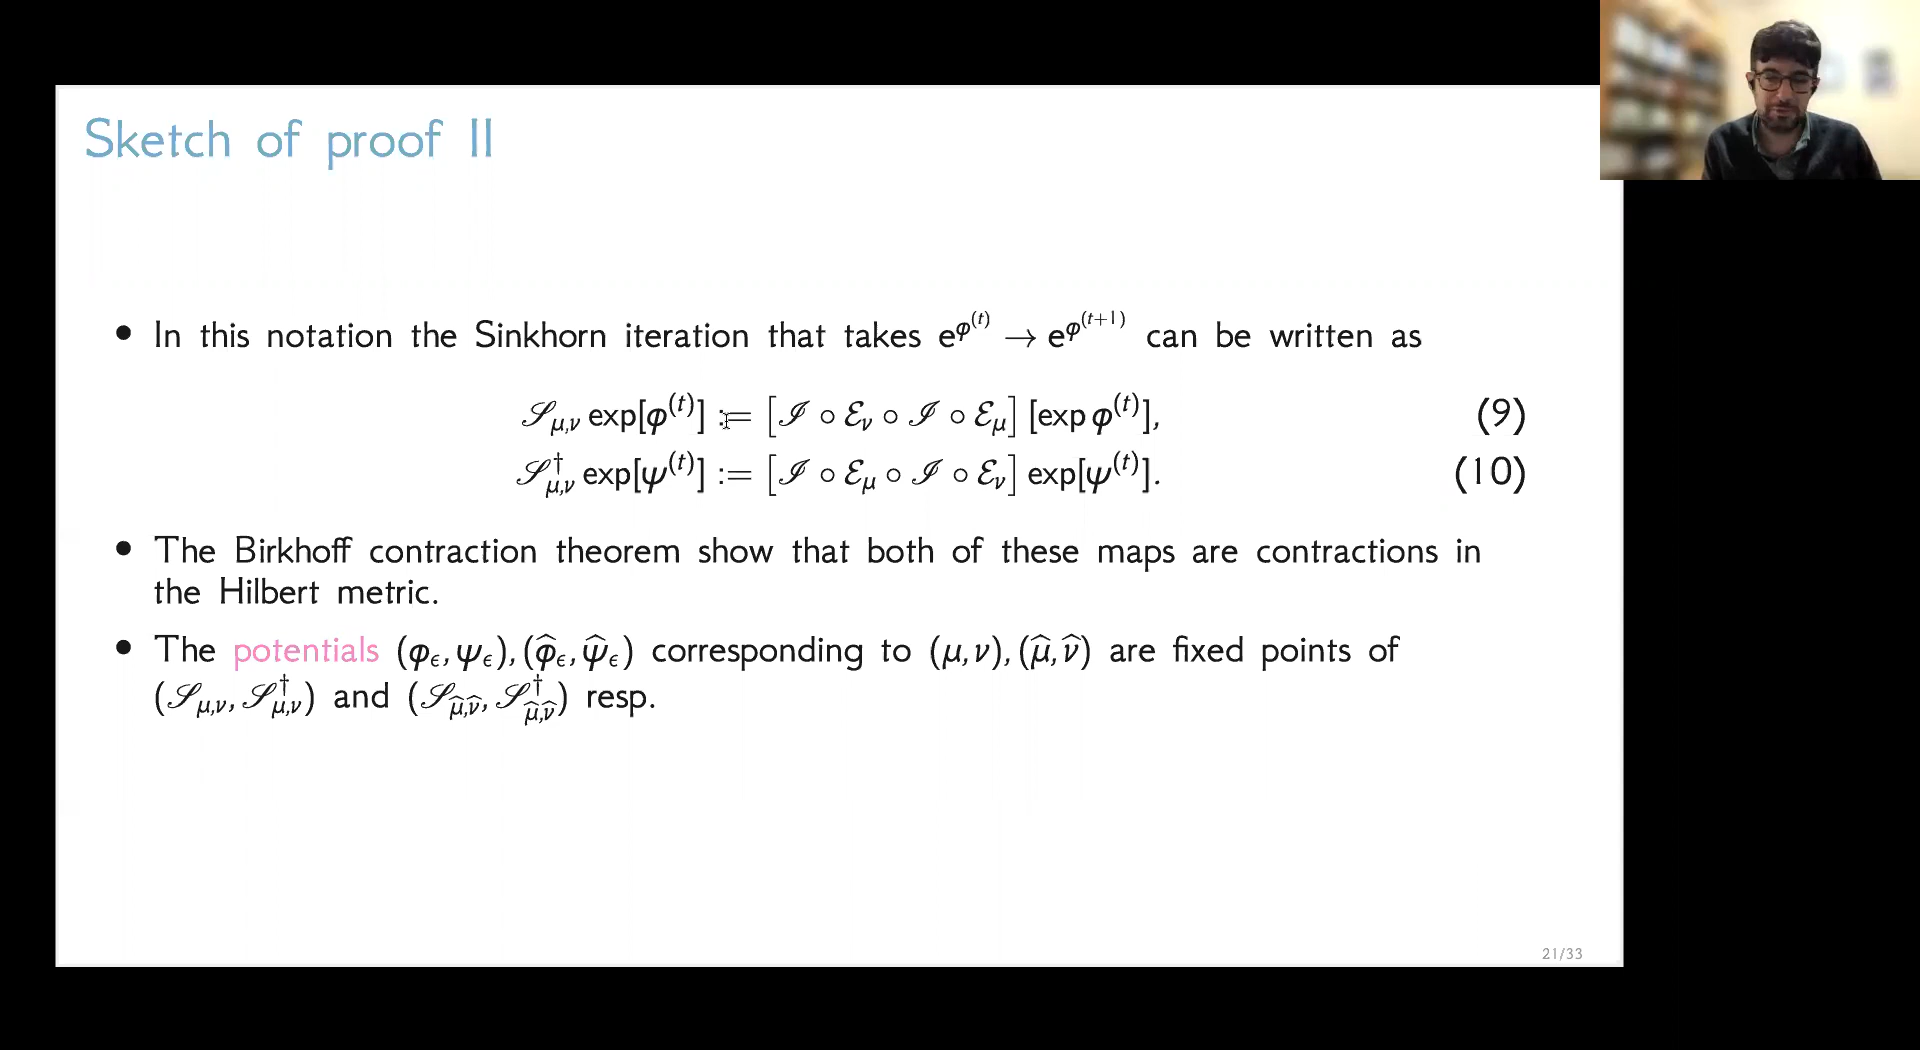 Sketch of proof II
• In this notation the Sinkhorn iteration that takes e^{φ^{(t)}} → e^{φ^{(t+1)}} can be written as
𝒮_{μ,ν} exp[φ^{(t)}] := [ℐ ∘ ℰ_ν ∘ ℐ ∘ ℰ_μ] [exp φ^{(t)}], (9)
𝒮^†_{μ,ν} exp[ψ^{(t)}] := [ℐ ∘ ℰ_μ ∘ ℐ ∘ ℰ_ν] exp[ψ^{(t)}]. (10)
• The Birkhoff contraction theorem show that both of these maps are contractions in
the Hilbert metric.
• The potentials (φ_ϵ, ψ_ϵ), (φ̂_ϵ, ψ̂_ϵ) corresponding to (μ, ν), (μ̂, ν̂) are fixed points of
(𝒮_{μ,ν}, 𝒮^†_{μ,ν}) and (𝒮_{μ̂,ν̂}, 𝒮^†_{μ̂,ν̂}) resp.
21/33